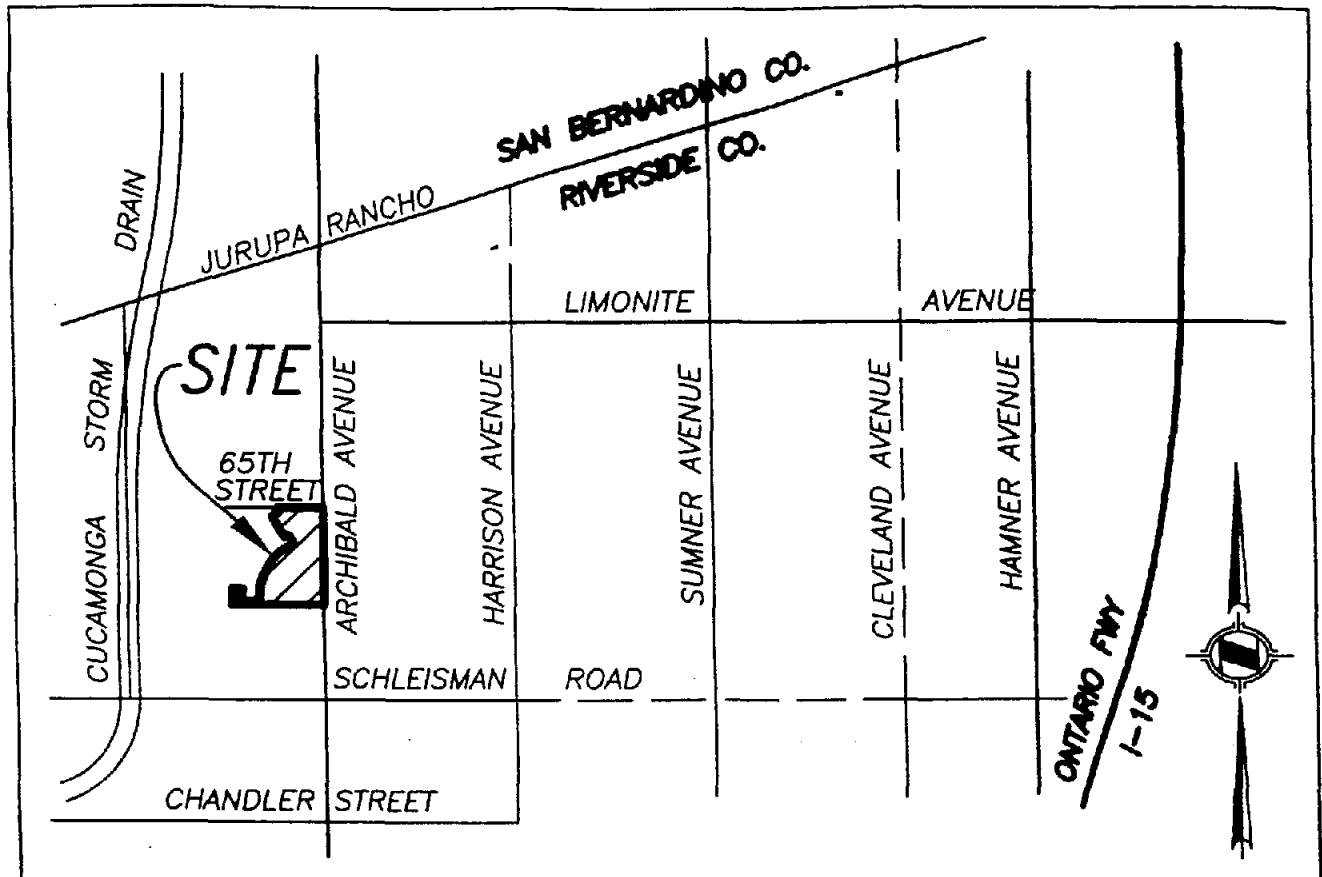 SAN BERNARDINO CO.
RIVERSIDE CO.
JURUPA RANCHO
CUCAMONGA STORM DRAIN
LIMONITE AVENUE
SITE
65TH
STREET
ARCHIBALD AVENUE
HARRISON AVENUE
SUMNER AVENUE
CLEVELAND AVENUE
HAMNER AVENUE
ONTARIO FWY
I-15
SCHLEISMAN ROAD
CHANDLER STREET